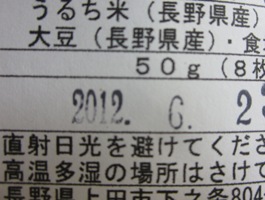 うるち米（長野県産）
大豆（長野県産）・食
50g（8枚
2012. 6. 2
直射日光を避けてくださ
高温多湿の場所はさけて
長野県上田市下之条804